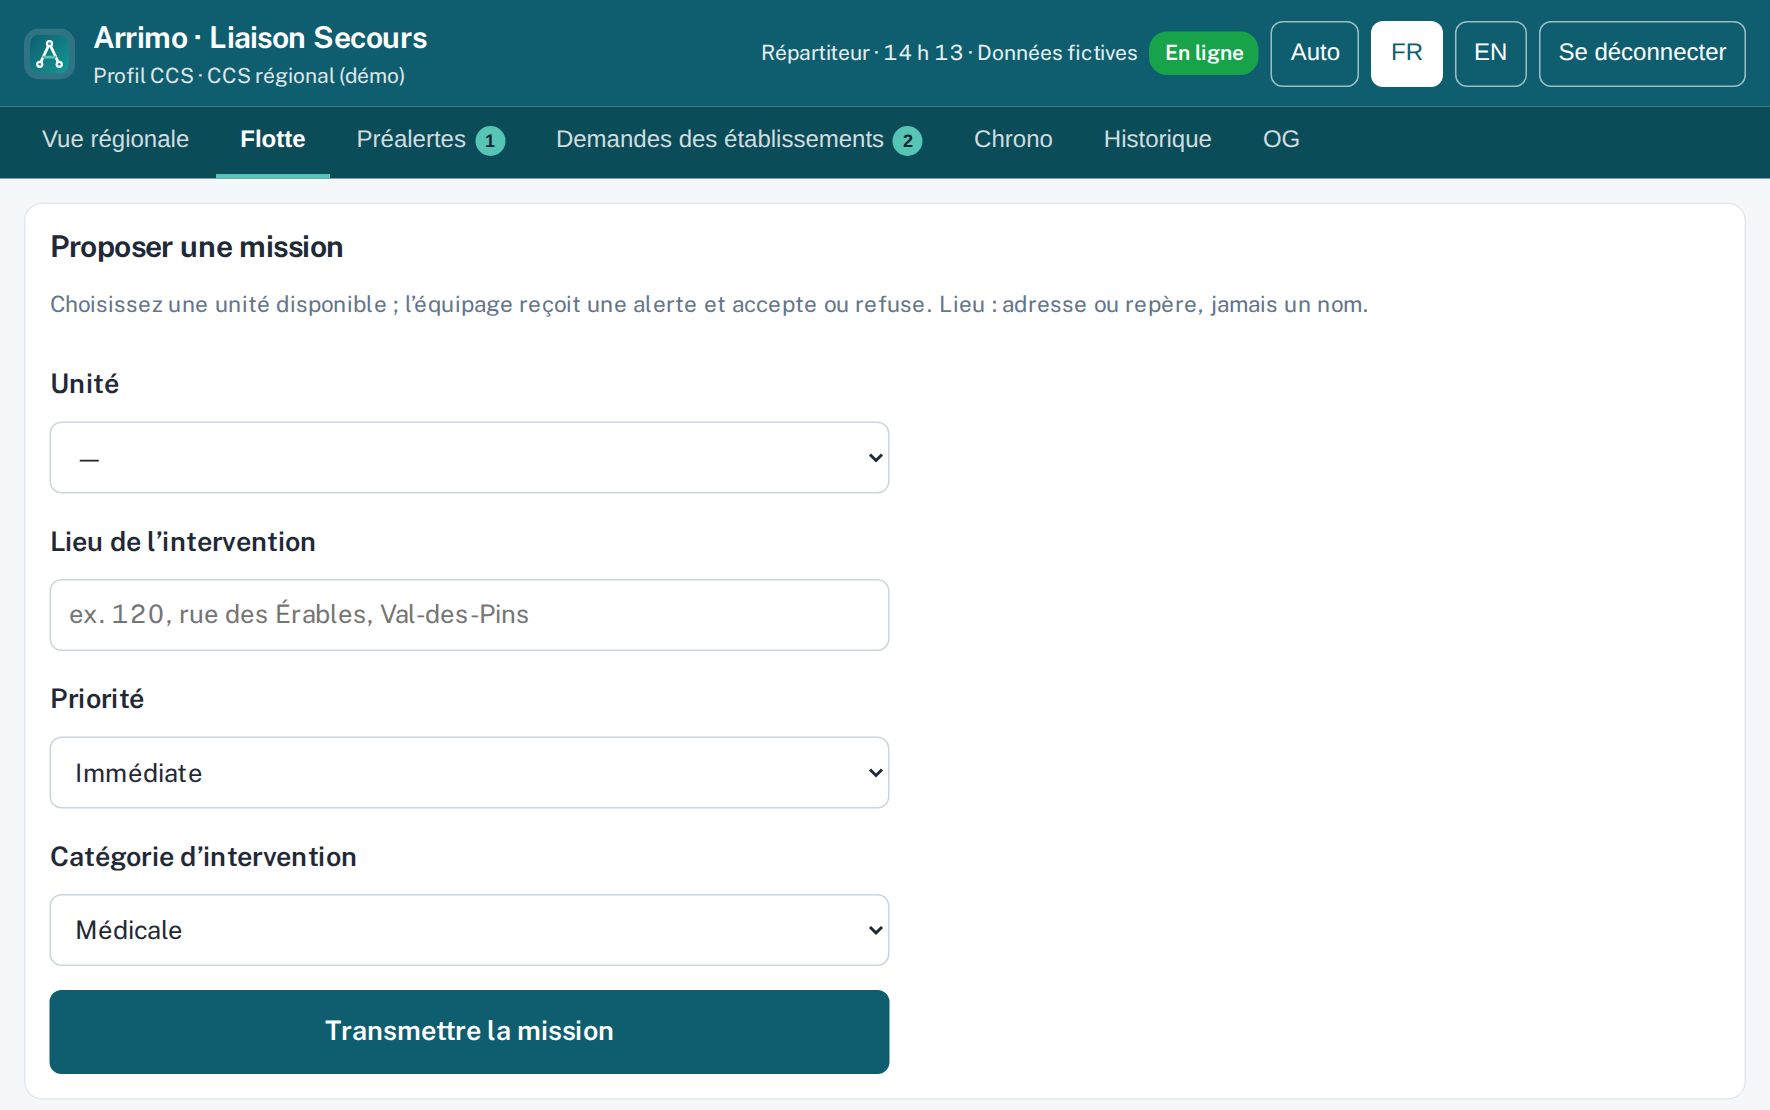 Arrimo · Liaison Secours
Profil CCS · CCS régional (démo)
Répartiteur · 14 h 13 · Données fictives
En ligne
Auto
FR
EN
Se déconnecter
Vue régionale
Flotte
Préalertes 1
Demandes des établissements 2
Chrono
Historique
OG
Proposer une mission
Choisissez une unité disponible ; l’équipage reçoit une alerte et accepte ou refuse. Lieu : adresse ou repère, jamais un nom.
Unité
—
Lieu de l’intervention
ex. 120, rue des Érables, Val-des-Pins
Priorité
Immédiate
Catégorie d’intervention
Médicale
Transmettre la mission